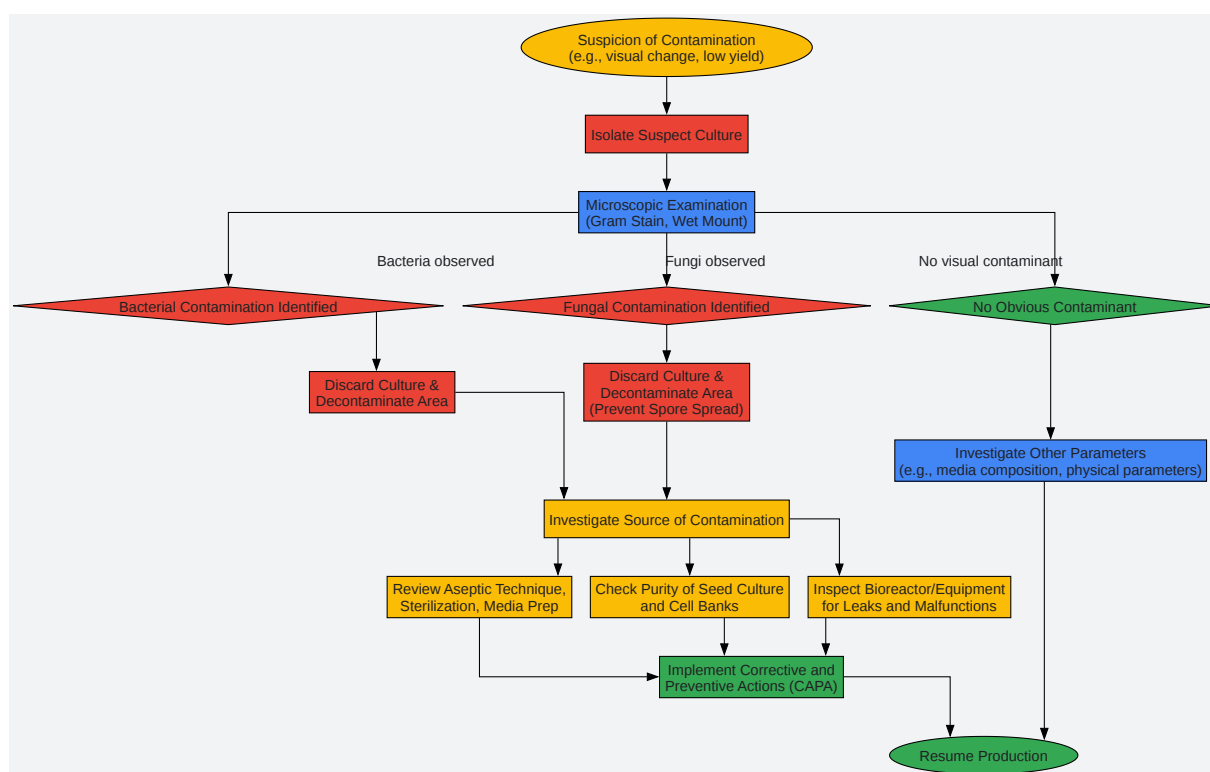 Suspicion of Contamination
(e.g., visual change, low yield)
Isolate Suspect Culture
Microscopic Examination
(Gram Stain, Wet Mount)
Bacteria observed
Fungi observed
No visual contaminant
Bacterial Contamination Identified
Fungal Contamination Identified
No Obvious Contaminant
Discard Culture &
Decontaminate Area
Discard Culture &
Decontaminate Area
(Prevent Spore Spread)
Investigate Other Parameters
(e.g., media composition, physical parameters)
Investigate Source of Contamination
Review Aseptic Technique,
Sterilization, Media Prep
Check Purity of Seed Culture
and Cell Banks
Inspect Bioreactor/Equipment
for Leaks and Malfunctions
Implement Corrective and
Preventive Actions (CAPA)
Resume Production